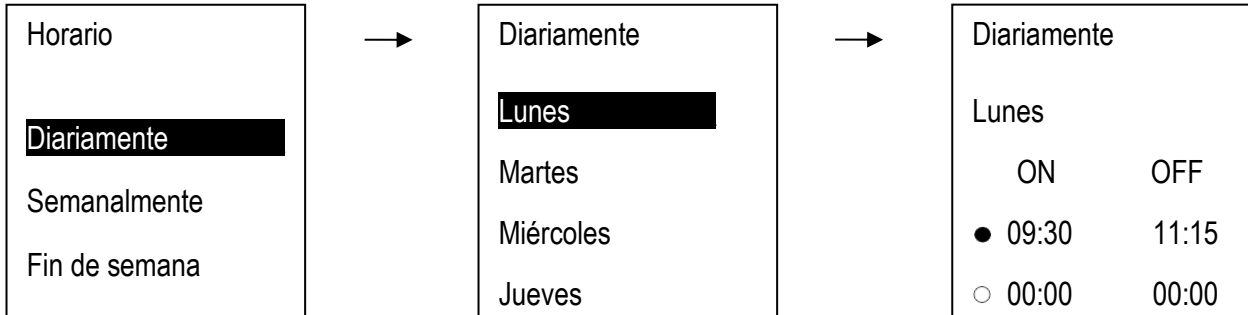 Horario
Diariamente
Semanalmente
Fin de semana
Diariamente
Lunes
Martes
Miércoles
Jueves
Diariamente
Lunes
ON OFF
09:30 11:15
00:00 00:00